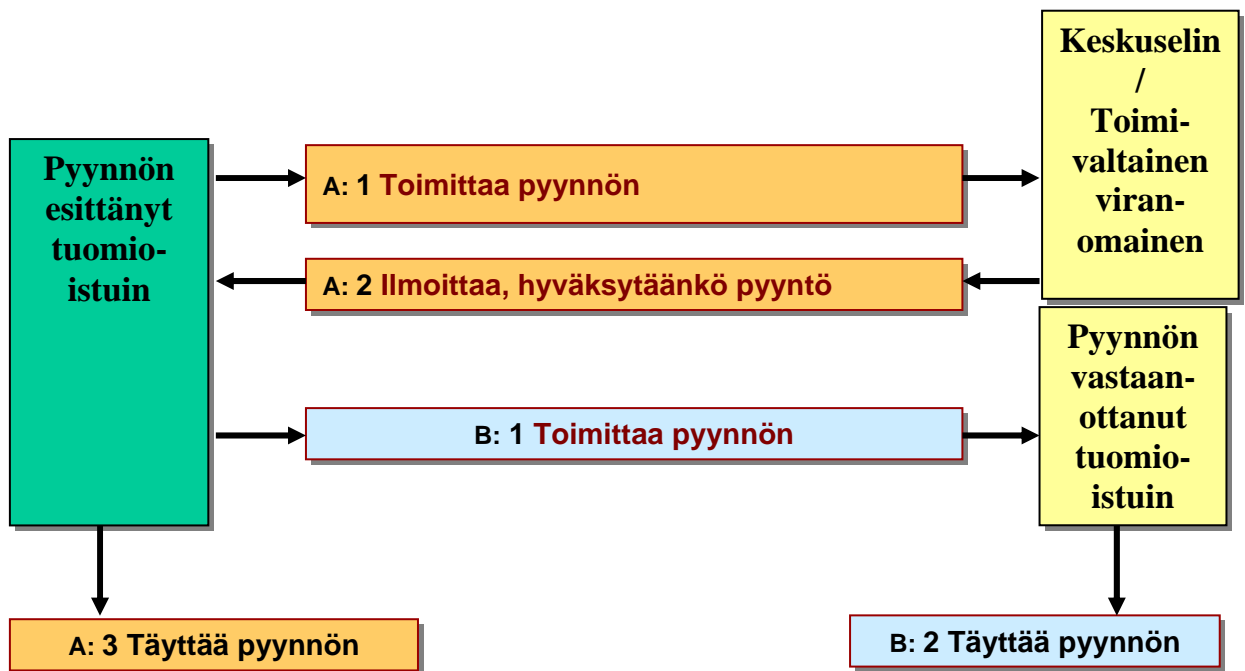 Keskuselin
/
Toimi-
valtainen
viran-
omainen
Pyynnön
esittänyt
tuomio-
istuin
A: 1 Toimittaa pyynnön
A: 2 Ilmoittaa, hyväksytäänkö pyyntö
Pyynnön
vastaan-
ottanut
tuomio-
istuin
B: 1 Toimittaa pyynnön
A: 3 Täyttää pyynnön
B: 2 Täyttää pyynnön